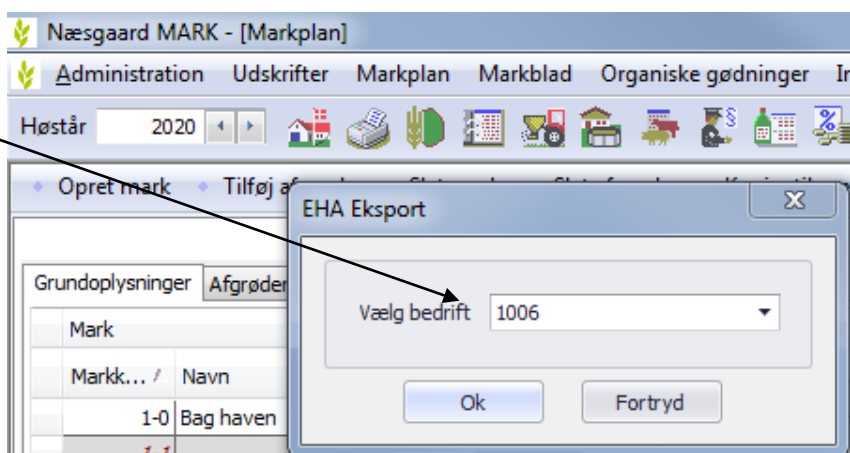 Næsgaard MARK - [Markplan]
Administration Udskrifter Markplan Markblad Organiske gødninger
Høstår 2020
Opret mark Tilføj
EHA Eksport
Grundoplysninger Afgrøder
Vælg bedrift 1006
Mark
Markk... Navn
Ok Fortryd
1-0 Bag haven